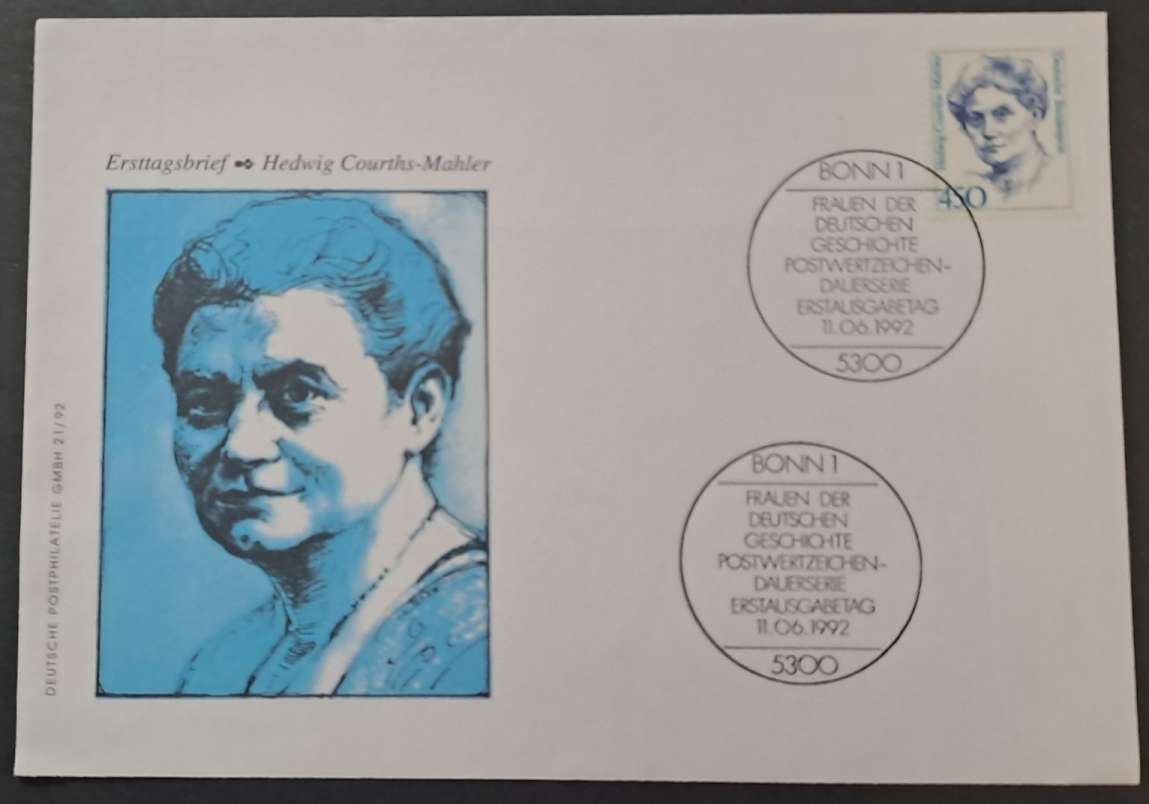 Ersttagsbrief ➺ Hedwig Courths-Mahler
DEUTSCHE POSTPHILATELIE GMBH 21/92
Hedwig Courths-Mahler
Deutsche Bundespost
450
BONN 1
FRAUEN DER
DEUTSCHEN
GESCHICHTE
POSTWERTZEICHEN-
DAUERSERIE
ERSTAUSGABETAG
11.06.1992
5300
BONN 1
FRAUEN DER
DEUTSCHEN
GESCHICHTE
POSTWERTZEICHEN-
DAUERSERIE
ERSTAUSGABETAG
11.06.1992
5300